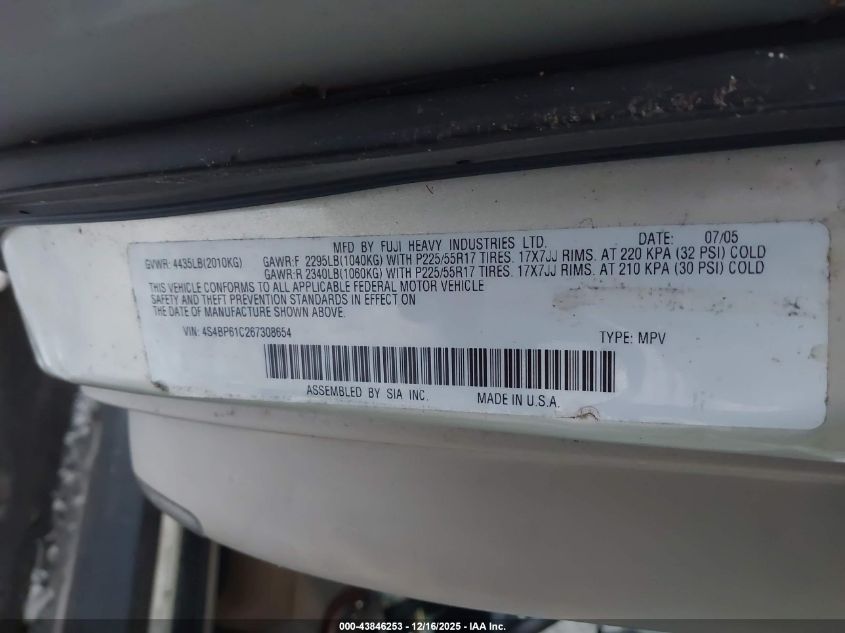 MFD BY FUJI HEAVY INDUSTRIES LTD. DATE: 07/05
GVWR: 4435LB(2010KG) GAWR:F 2295LB(1040KG) WITH P225/55R17 TIRES. 17X7JJ RIMS. AT 220 KPA (32 PSI) COLD
GAWR:R 2340LB(1060KG) WITH P225/55R17 TIRES. 17X7JJ RIMS. AT 210 KPA (30 PSI) COLD
THIS VEHICLE CONFORMS TO ALL APPLICABLE FEDERAL MOTOR VEHICLE
SAFETY AND THEFT PREVENTION STANDARDS IN EFFECT ON
THE DATE OF MANUFACTURE SHOWN ABOVE.
VIN: 4S4BP61C267308654 TYPE: MPV
ASSEMBLED BY SIA INC. MADE IN U.S.A.
000-43846253 - 12/16/2025 - IAA Inc.